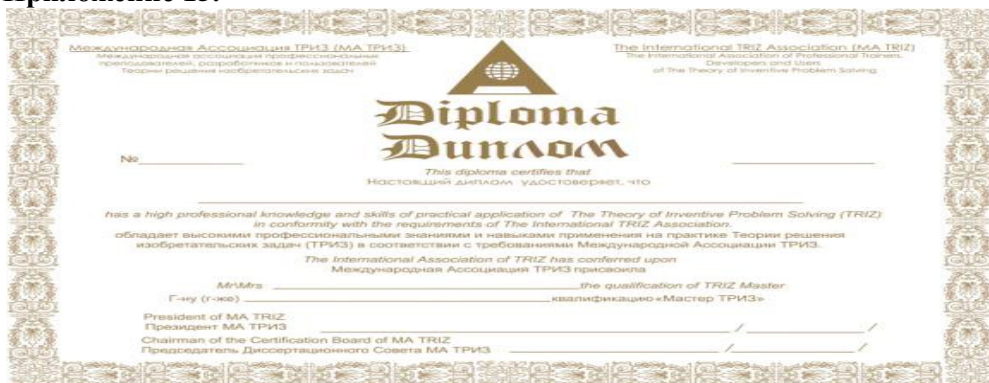 Приложение 13.
Международная Ассоциация ТРИЗ (МА ТРИЗ)
Международная ассоциация профессиональных
преподавателей, разработчиков и пользователей
Теории решения изобретательских задач
The International TRIZ Association (MA TRIZ)
The International Association of Professional Trainers,
Developers and Users
of The Theory of Inventive Problem Solving
Diploma
Диплом
№
This diploma certifies that
Настоящий диплом удостоверяет, что
has a high professional knowledge and skills of practical application of The Theory of Inventive Problem Solving (TRIZ)
in conformity with the requirements of The International TRIZ Association.
обладает высокими профессиональными знаниями и навыками применения на практике Теории решения
изобретательских задач (ТРИЗ) в соответствии с требованиями Международной Ассоциации ТРИЗ.
The International Association of TRIZ has conferred upon
Международная Ассоциация ТРИЗ присвоила
Mr\Mrs the qualification of TRIZ Master
Г-ну (г-же) квалификацию «Мастер ТРИЗ»
President of MA TRIZ
Президент МА ТРИЗ / /
Chairman of the Certification Board of MA TRIZ
Председатель Диссертационного Совета МА ТРИЗ / /